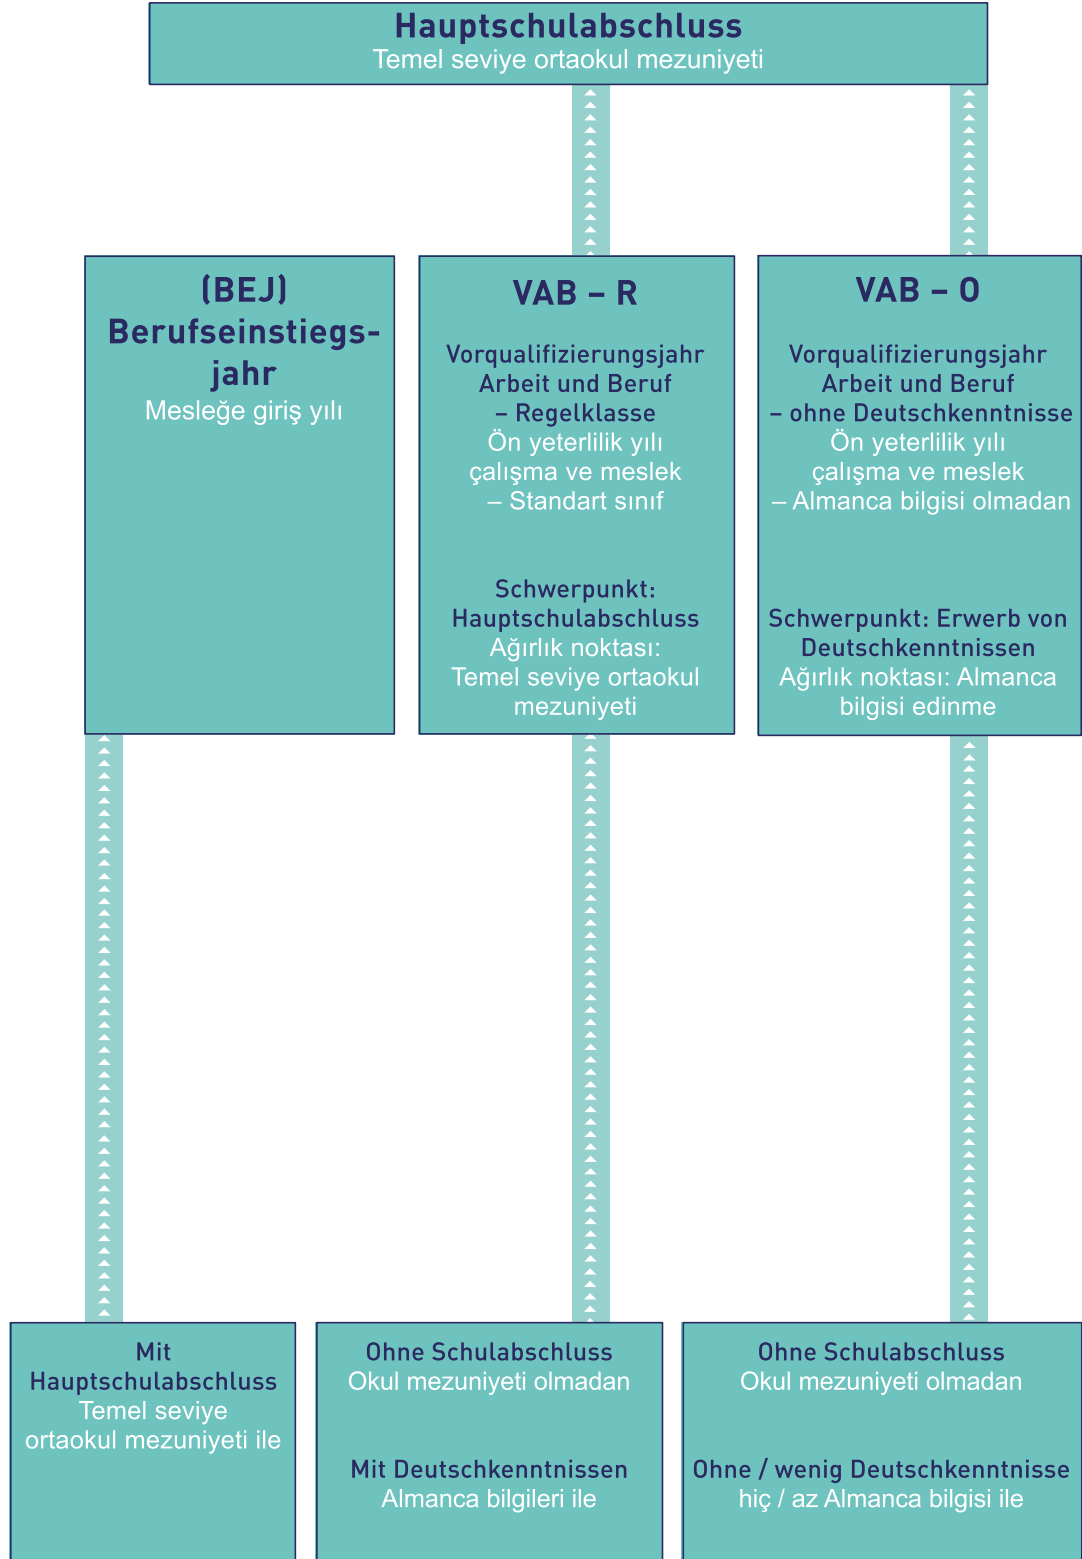 Hauptschulabschluss
Temel seviye ortaokul mezuniyeti
(BEJ)
Berufseinstiegs-
jahr
Mesleğe giriş yılı
VAB – R
Vorqualifizierungsjahr
Arbeit und Beruf
– Regelklasse
Ön yeterlilik yılı
çalışma ve meslek
– Standart sınıf
Schwerpunkt:
Hauptschulabschluss
Ağırlık noktası:
Temel seviye ortaokul
mezuniyeti
VAB – O
Vorqualifizierungsjahr
Arbeit und Beruf
– ohne Deutschkenntnisse
Ön yeterlilik yılı
çalışma ve meslek
– Almanca bilgisi olmadan
Schwerpunkt: Erwerb von
Deutschkenntnissen
Ağırlık noktası: Almanca
bilgisi edinme
Mit
Hauptschulabschluss
Temel seviye
ortaokul mezuniyeti ile
Ohne Schulabschluss
Okul mezuniyeti olmadan
Mit Deutschkenntnissen
Almanca bilgileri ile
Ohne Schulabschluss
Okul mezuniyeti olmadan
Ohne / wenig Deutschkenntnisse
hiç / az Almanca bilgisi ile